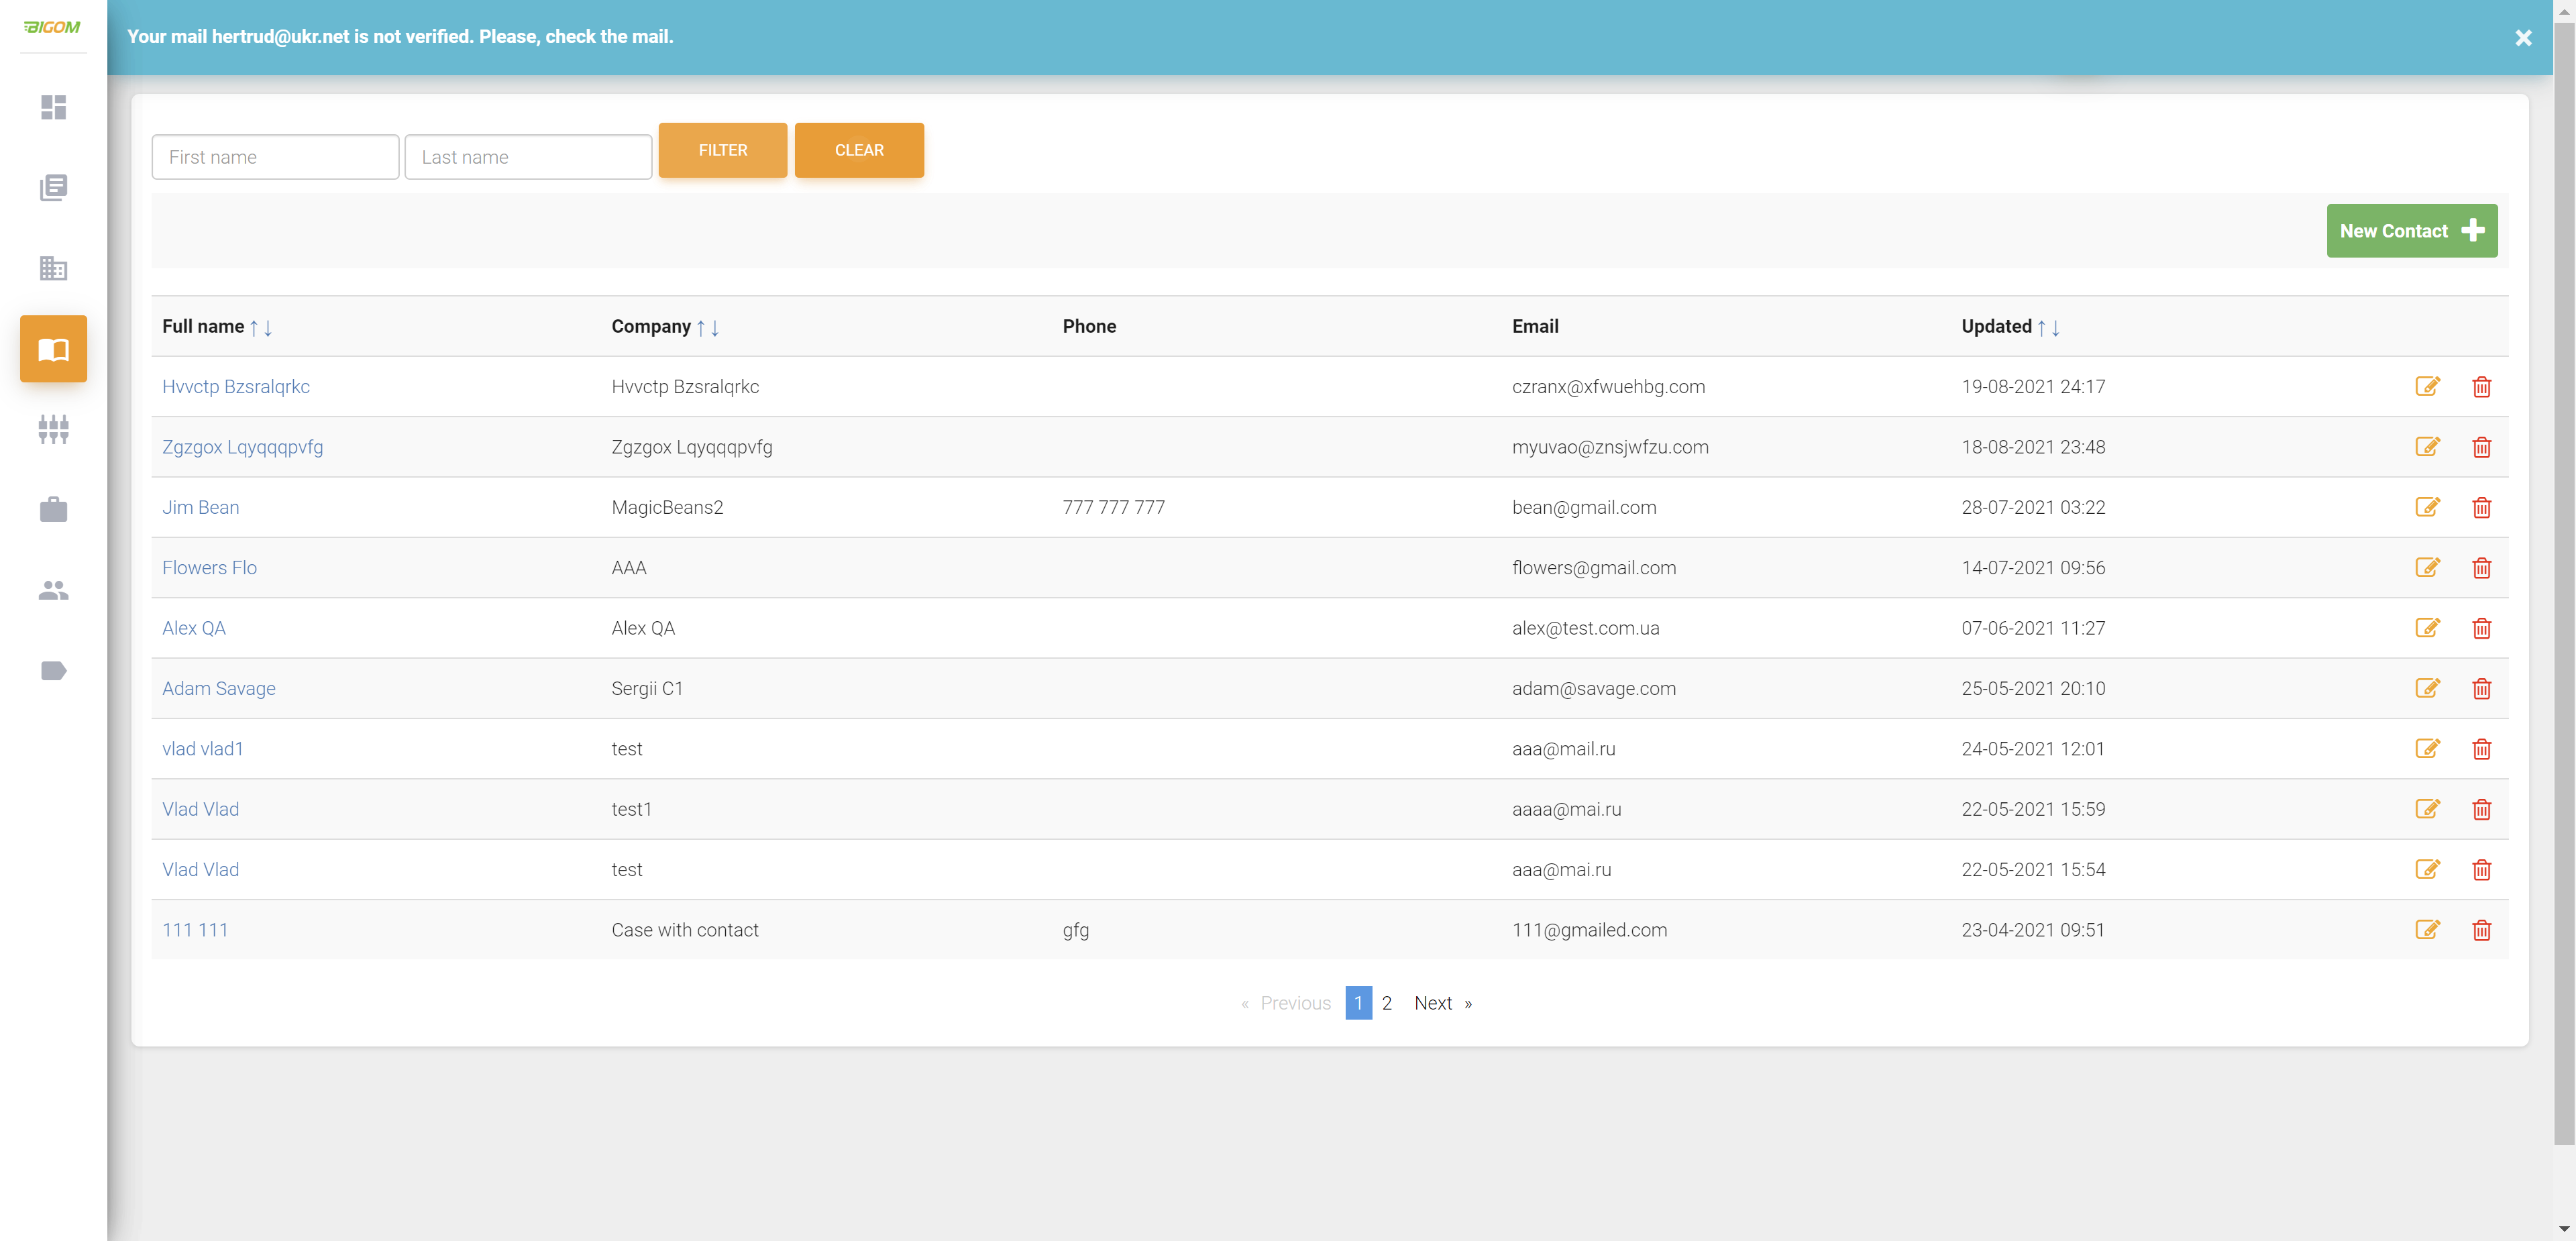 BIGOM
Your mail hertrud@ukr.net is not verified. Please, check the mail.
First name Last name FILTER CLEAR
New Contact
Full name ↑↓ Company ↑↓ Phone Email Updated ↑↓
Hvvctp Bzsralqrkc Hvvctp Bzsralqrkc czranx@xfwuehbg.com 19-08-2021 24:17
Zgzgox Lqyqqqpvfg Zgzgox Lqyqqqpvfg myuvao@znsjwfzu.com 18-08-2021 23:48
Jim Bean MagicBeans2 777 777 777 bean@gmail.com 28-07-2021 03:22
Flowers Flo AAA flowers@gmail.com 14-07-2021 09:56
Alex QA Alex QA alex@test.com.ua 07-06-2021 11:27
Adam Savage Sergii C1 adam@savage.com 25-05-2021 20:10
vlad vlad1 test aaa@mail.ru 24-05-2021 12:01
Vlad Vlad test1 aaaa@mai.ru 22-05-2021 15:59
Vlad Vlad test aaa@mai.ru 22-05-2021 15:54
111 111 Case with contact gfg 111@gmailed.com 23-04-2021 09:51
« Previous 1 2 Next »